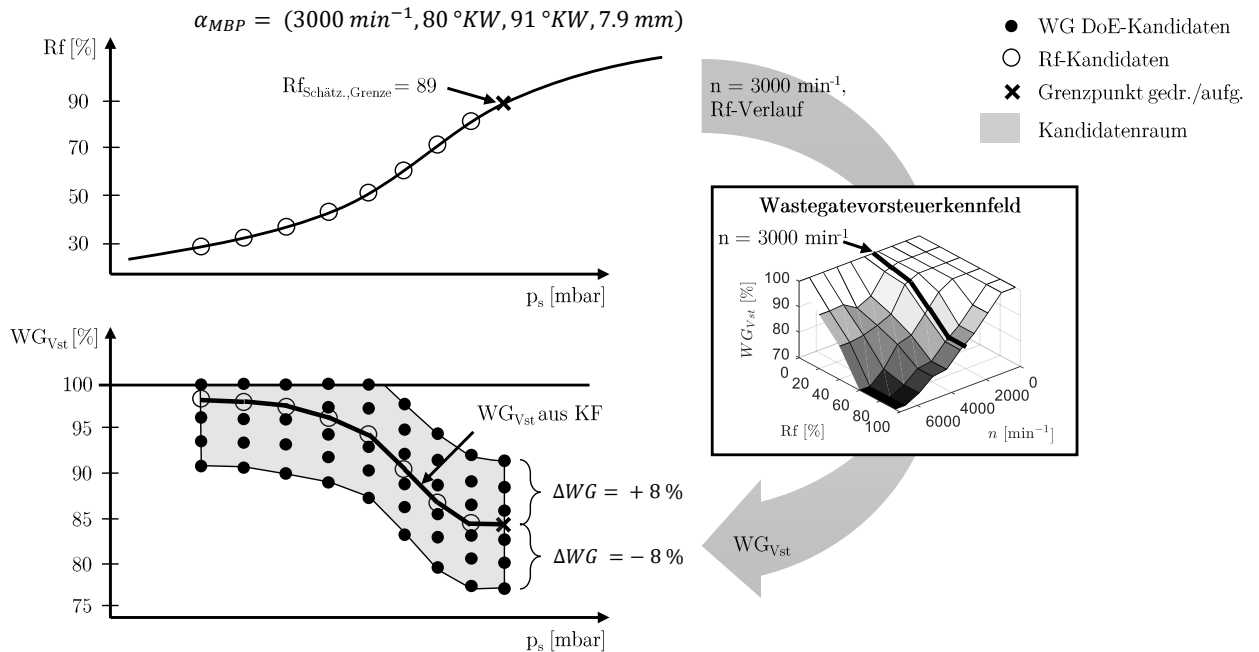 α_MBP = (3000 min⁻¹, 80 °KW, 91 °KW, 7.9 mm)
Rf [%]
90
70
50
30
Rf_Schätz.,Grenze = 89
p_s [mbar]
WG DoE-Kandidaten
Rf-Kandidaten
Grenzpunkt gedr./aufg.
Kandidatenraum
n = 3000 min⁻¹,
Rf-Verlauf
Wastegatevorsteuerkennfeld
n = 3000 min⁻¹
WG_Vst [%]
100
90
80
70
0
20
40
60
80
100
Rf [%]
6000
4000
2000
0
n [min⁻¹]
WG_Vst [%]
100
95
90
85
80
75
WG_Vst aus KF
ΔWG = +8 %
ΔWG = −8 %
p_s [mbar]
WG_Vst